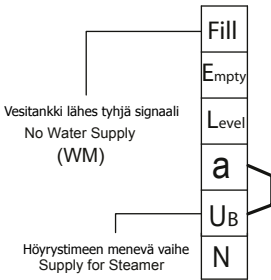 Fill
Empty
Level
a
UB
N
Vesitankki lähes tyhjä signaali
No Water Supply
(WM)
Höyrystimeen menevä vaihe
Supply for Steamer